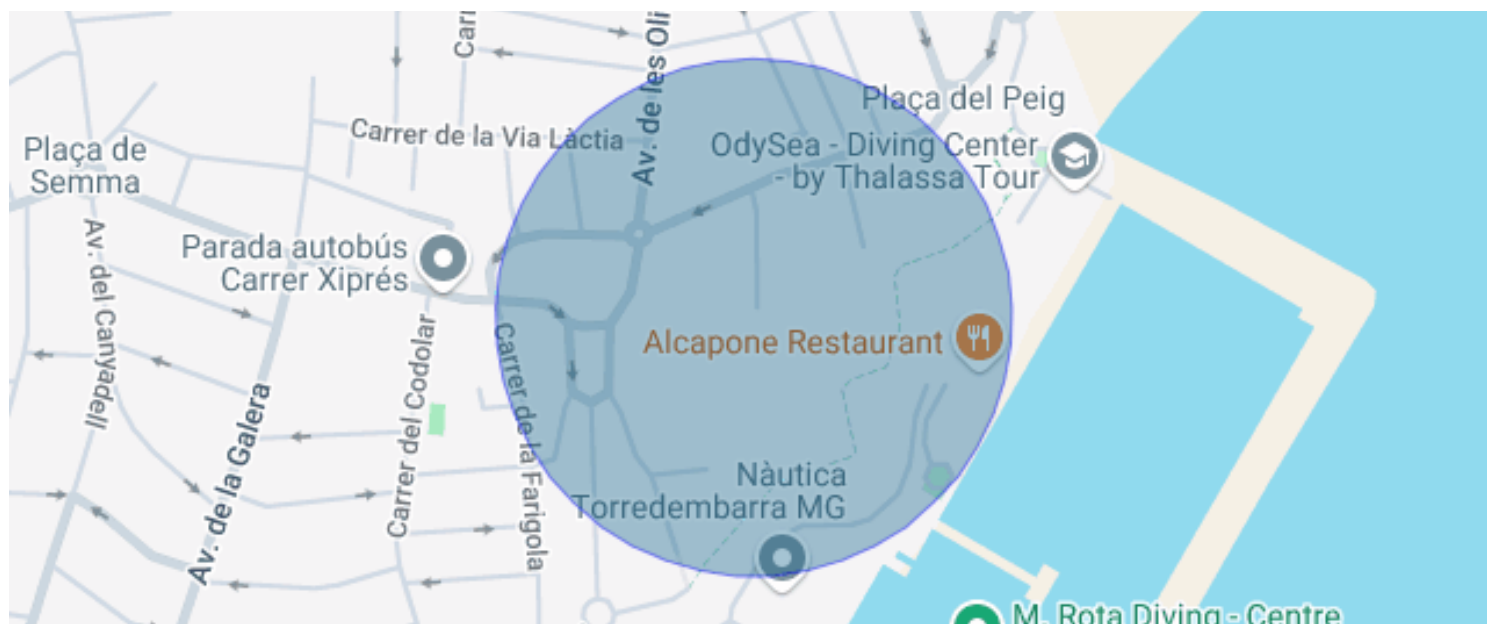 Carr
Av. de les Oli
Plaça del Peig
Carrer de la Via Làctia
OdySea - Diving Center
- by Thalassa Tour
Plaça de
Semma
Parada autobús
Carrer Xiprés
Av. del Canyadell
Alcapone Restaurant
Carrer del Codolar
Carrer de la Farigola
Av. de la Galera
Nàutica
Torredembarra MG
M. Rota Diving - Centre